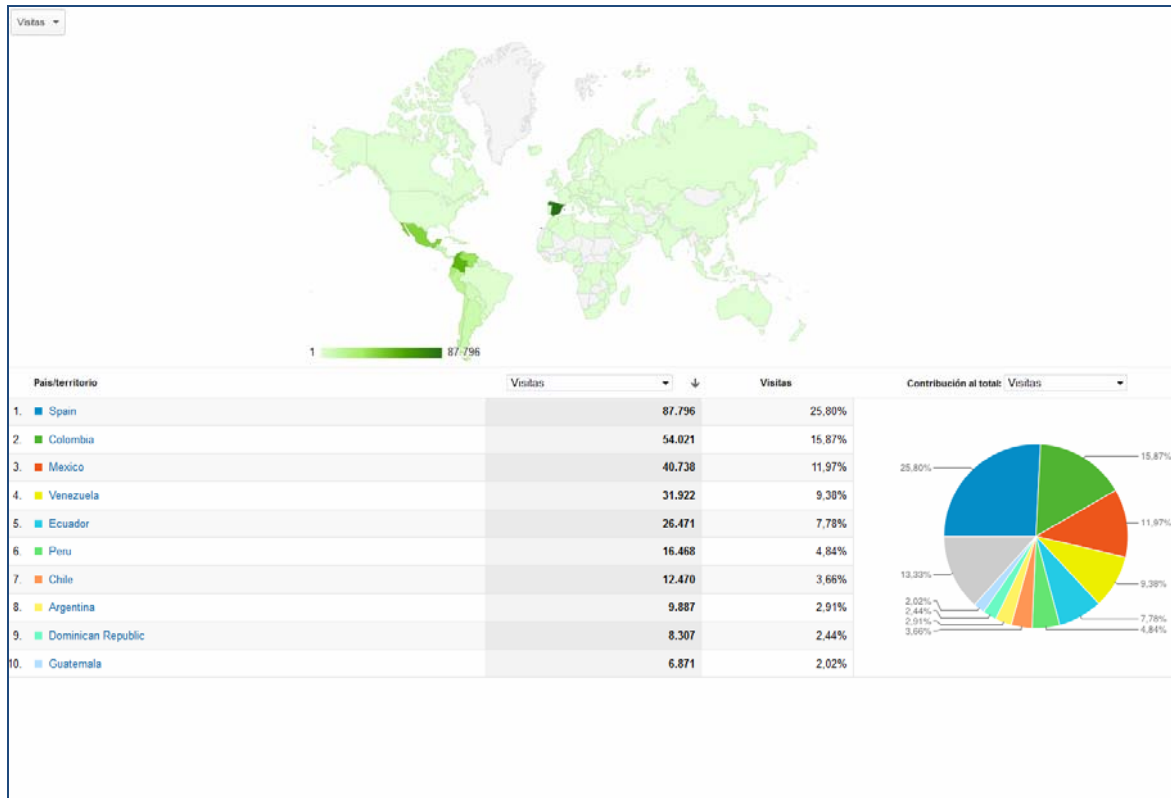 Visitas
1 87.796
País/territorio Visitas Visitas Contribución al total: Visitas
1. Spain 87.796 25,80%
2. Colombia 54.021 15,87%
3. Mexico 40.738 11,97%
4. Venezuela 31.922 9,38%
5. Ecuador 26.471 7,78%
6. Peru 16.468 4,84%
7. Chile 12.470 3,66%
8. Argentina 9.887 2,91%
9. Dominican Republic 8.307 2,44%
10. Guatemala 6.871 2,02%
15,87%
25,80%
11,97%
13,33%
9,38%
2,02%
2,44%
2,91%
3,66%
7,78%
4,84%